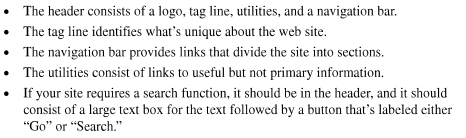 • The header consists of a logo, tag line, utilities, and a navigation bar.
• The tag line identifies what's unique about the web site.
• The navigation bar provides links that divide the site into sections.
• The utilities consist of links to useful but not primary information.
• If your site requires a search function, it should be in the header, and it should
consist of a large text box for the text followed by a button that's labeled either
“Go” or “Search.”